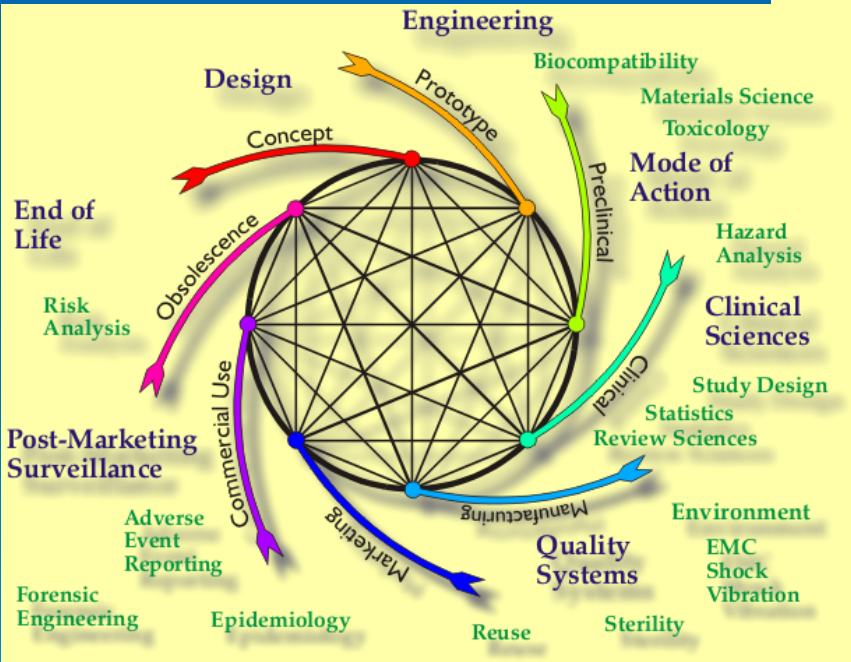 Engineering
Design
Prototype
Biocompatibility
Materials Science
Toxicology
Concept
Mode of
Action
Preclinical
End of
Life
Obsolescence
Hazard
Analysis
Risk
Analysis
Clinical
Sciences
Clinical
Study Design
Statistics
Review Sciences
Commercial Use
Post-Marketing
Surveillance
Manufacturing
Marketing
Environment
Adverse
Event
Reporting
Quality
Systems
EMC
Shock
Vibration
Forensic
Engineering
Epidemiology
Reuse
Sterility